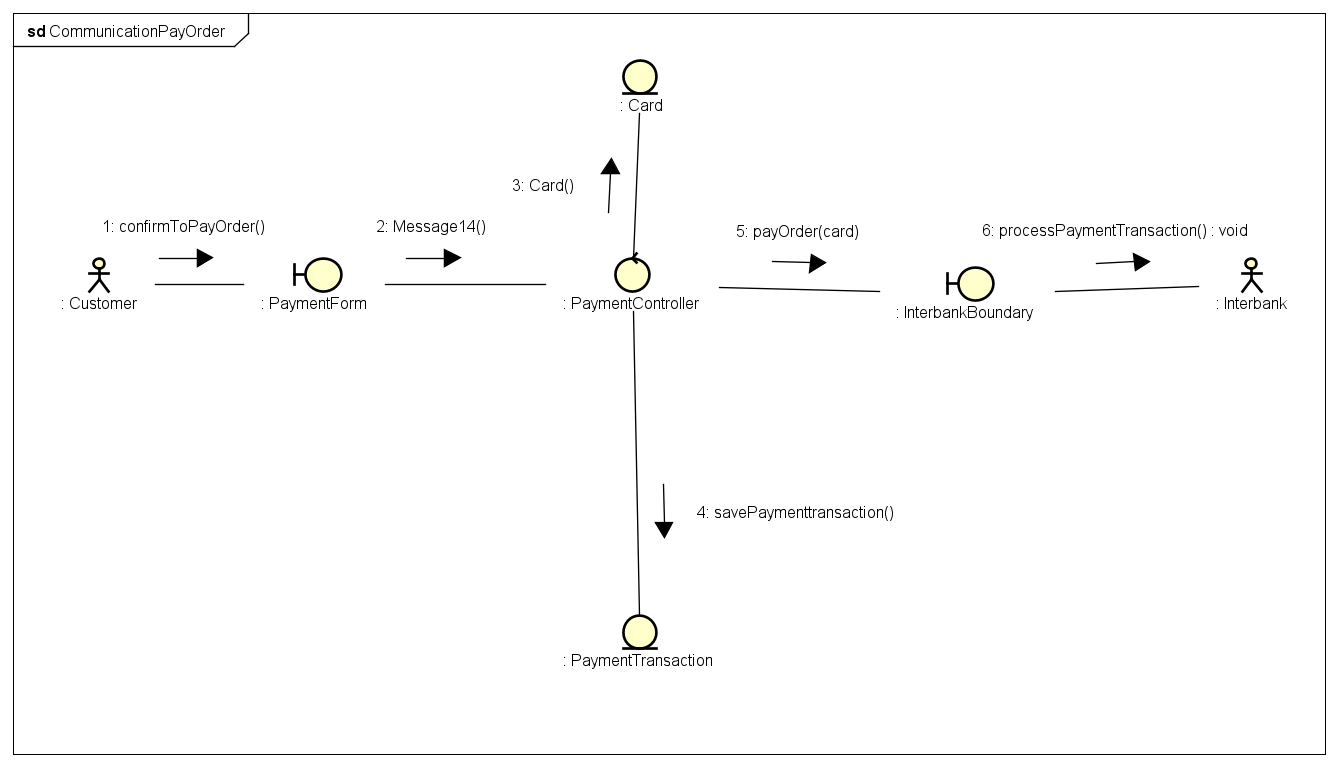 sd CommunicationPayOrder
: Card
3: Card()
1: confirmToPayOrder()
2: Message14()
5: payOrder(card)
6: processPaymentTransaction() : void
: Customer
: PaymentForm
: PaymentController
: InterbankBoundary
: Interbank
4: savePaymenttransaction()
: PaymentTransaction